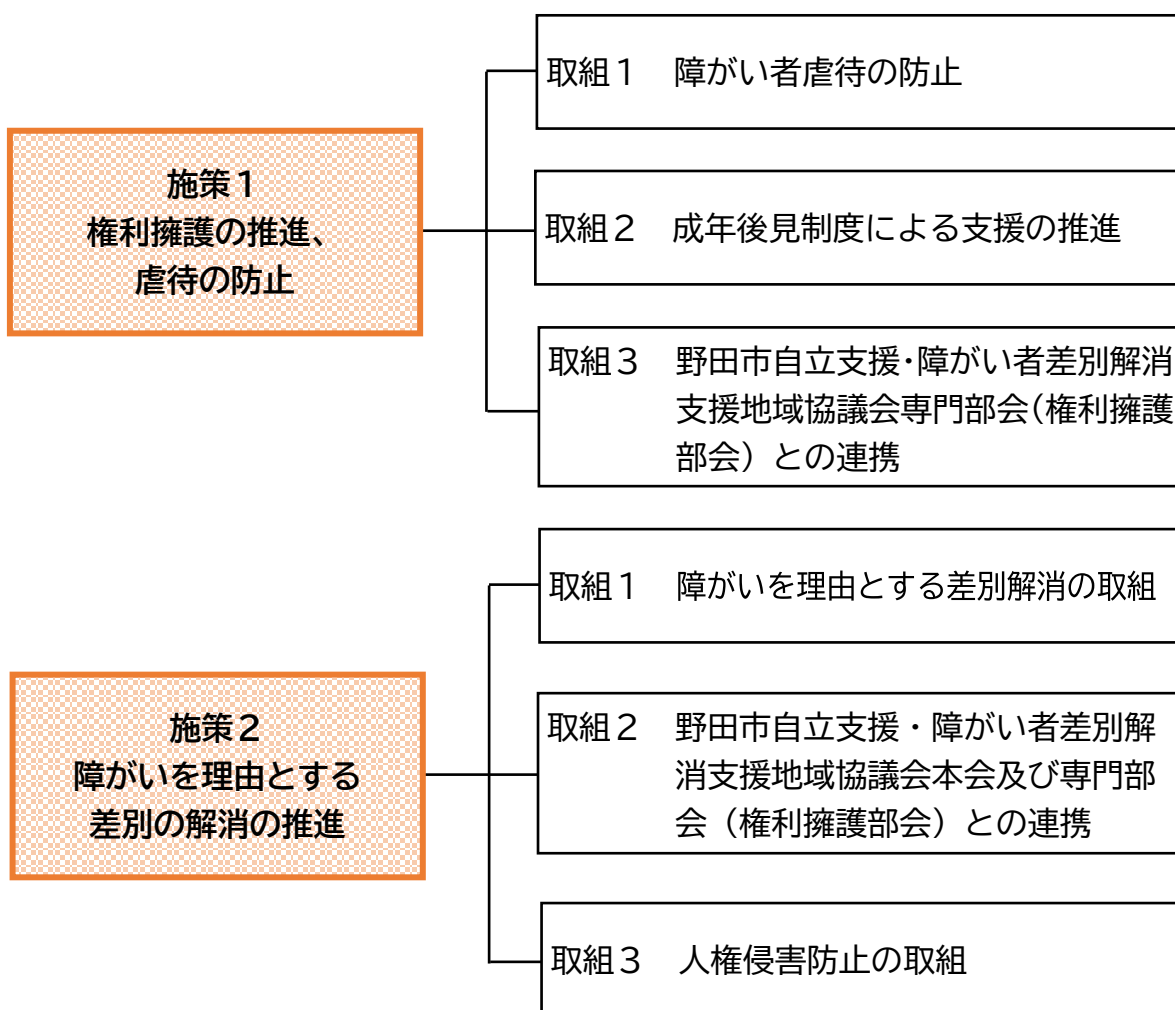 施策1
権利擁護の推進、
虐待の防止
取組1　障がい者虐待の防止
取組2　成年後見制度による支援の推進
取組3　野田市自立支援・障がい者差別解消
支援地域協議会専門部会（権利擁護
部会）との連携
施策2
障がいを理由とする
差別の解消の推進
取組1　障がいを理由とする差別解消の取組
取組2　野田市自立支援・障がい者差別解
消支援地域協議会本会及び専門部
会（権利擁護部会）との連携
取組3　人権侵害防止の取組